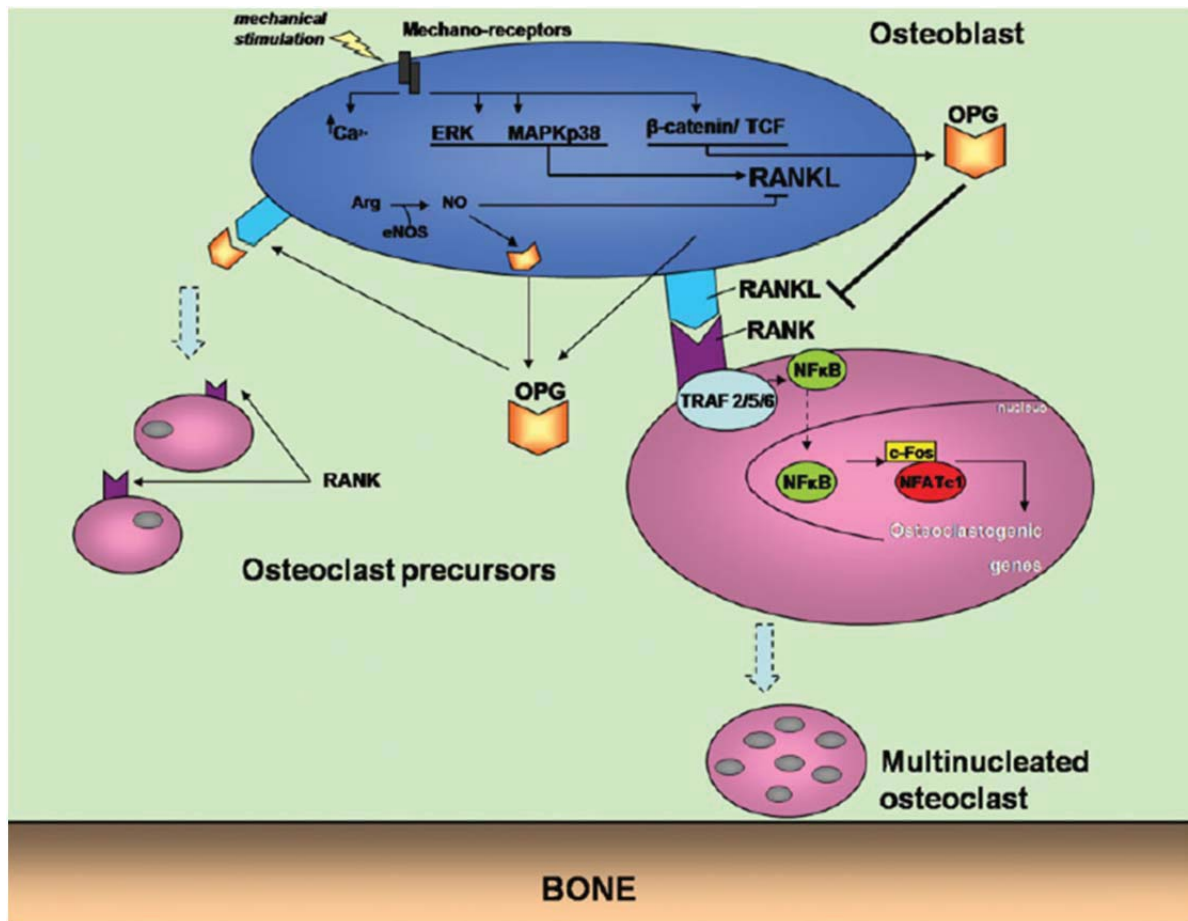 mechanical
stimulation
Mechano-receptors
Osteoblast
Ca²⁻
ERK
MAPKp38
β-catenin/ TCF
OPG
RANKL
Arg
NO
eNOS
RANKL
RANK
OPG
NFκB
TRAF 2/5/6
nucleus
c-Fos
NFκB
NFATc1
RANK
Osteoclastogenic
genes
Osteoclast precursors
Multinucleated
osteoclast
BONE